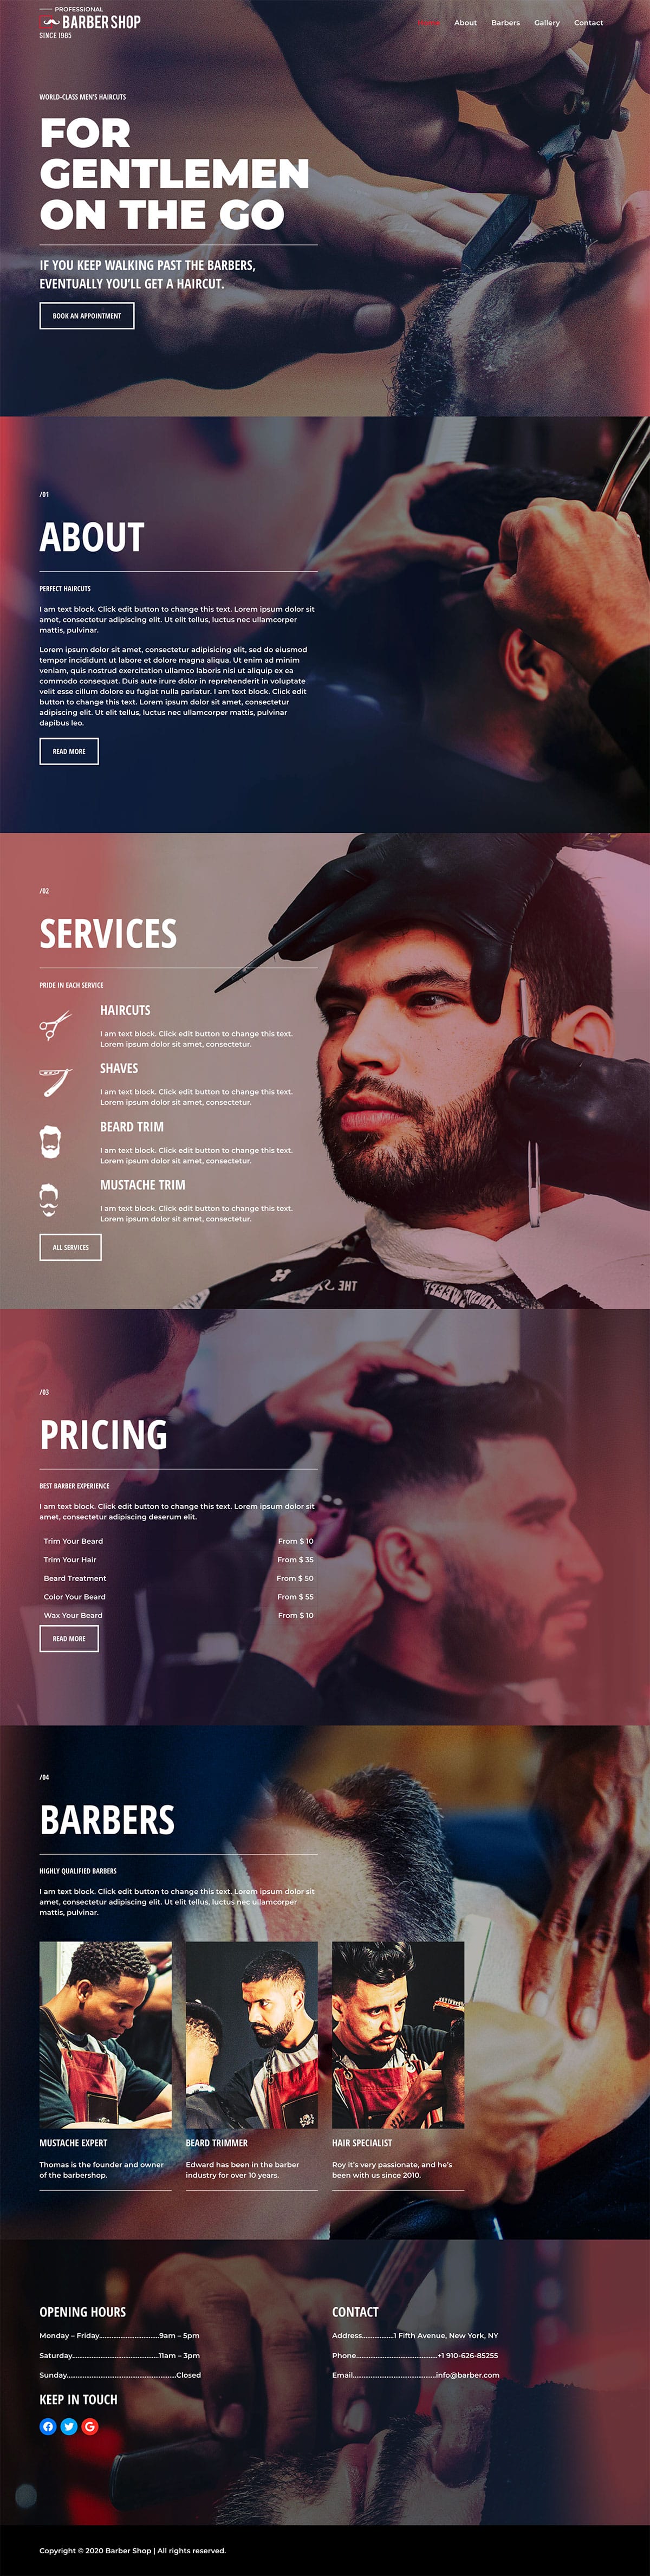 PROFESSIONAL
BARBER SHOP
SINCE 1985
Home About Barbers Gallery Contact
WORLD-CLASS MEN'S HAIRCUTS
FOR
GENTLEMEN
ON THE GO
IF YOU KEEP WALKING PAST THE BARBERS,
EVENTUALLY YOU'LL GET A HAIRCUT.
BOOK AN APPOINTMENT
/01
ABOUT
PERFECT HAIRCUTS
I am text block. Click edit button to change this text. Lorem ipsum dolor sit
amet, consectetur adipiscing elit. Ut elit tellus, luctus nec ullamcorper
mattis, pulvinar.
Lorem ipsum dolor sit amet, consectetur adipisicing elit, sed do eiusmod
tempor incididunt ut labore et dolore magna aliqua. Ut enim ad minim
veniam, quis nostrud exercitation ullamco laboris nisi ut aliquip ex ea
commodo consequat. Duis aute irure dolor in reprehenderit in voluptate
velit esse cillum dolore eu fugiat nulla pariatur. I am text block. Click edit
button to change this text. Lorem ipsum dolor sit amet, consectetur
adipiscing elit. Ut elit tellus, luctus nec ullamcorper mattis, pulvinar
dapibus leo.
READ MORE
/02
SERVICES
PRIDE IN EACH SERVICE
HAIRCUTS
I am text block. Click edit button to change this text.
Lorem ipsum dolor sit amet, consectetur.
SHAVES
I am text block. Click edit button to change this text.
Lorem ipsum dolor sit amet, consectetur.
BEARD TRIM
I am text block. Click edit button to change this text.
Lorem ipsum dolor sit amet, consectetur.
MUSTACHE TRIM
I am text block. Click edit button to change this text.
Lorem ipsum dolor sit amet, consectetur.
ALL SERVICES
THE
/03
PRICING
BEST BARBER EXPERIENCE
I am text block. Click edit button to change this text. Lorem ipsum dolor sit
amet, consectetur adipiscing deserum elit.
Trim Your Beard From $ 10
Trim Your Hair From $ 35
Beard Treatment From $ 50
Color Your Beard From $ 55
Wax Your Beard From $ 10
READ MORE
/04
BARBERS
HIGHLY QUALIFIED BARBERS
I am text block. Click edit button to change this text. Lorem ipsum dolor sit
amet, consectetur adipiscing elit. Ut elit tellus, luctus nec ullamcorper
mattis, pulvinar.
MUSTACHE EXPERT
Thomas is the founder and owner
of the barbershop.
BEARD TRIMMER
Edward has been in the barber
industry for over 10 years.
HAIR SPECIALIST
Roy it's very passionate, and he's
been with us since 2010.
OPENING HOURS
Monday – Friday..............................9am – 5pm
Saturday...........................................11am – 3pm
Sunday.......................................................Closed
KEEP IN TOUCH
CONTACT
Address................1 Fifth Avenue, New York, NY
Phone........................................+1 910-626-85255
Email.........................................info@barber.com
Copyright © 2020 Barber Shop | All rights reserved.